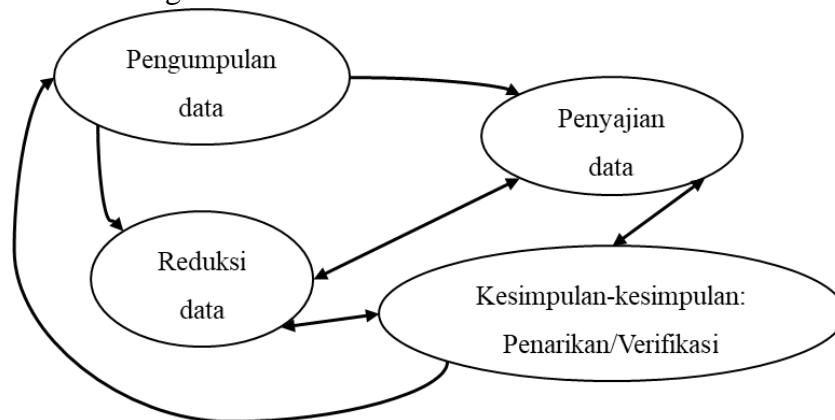 Pengumpulan
data
Penyajian
data
Reduksi
data
Kesimpulan-kesimpulan:
Penarikan/Verifikasi